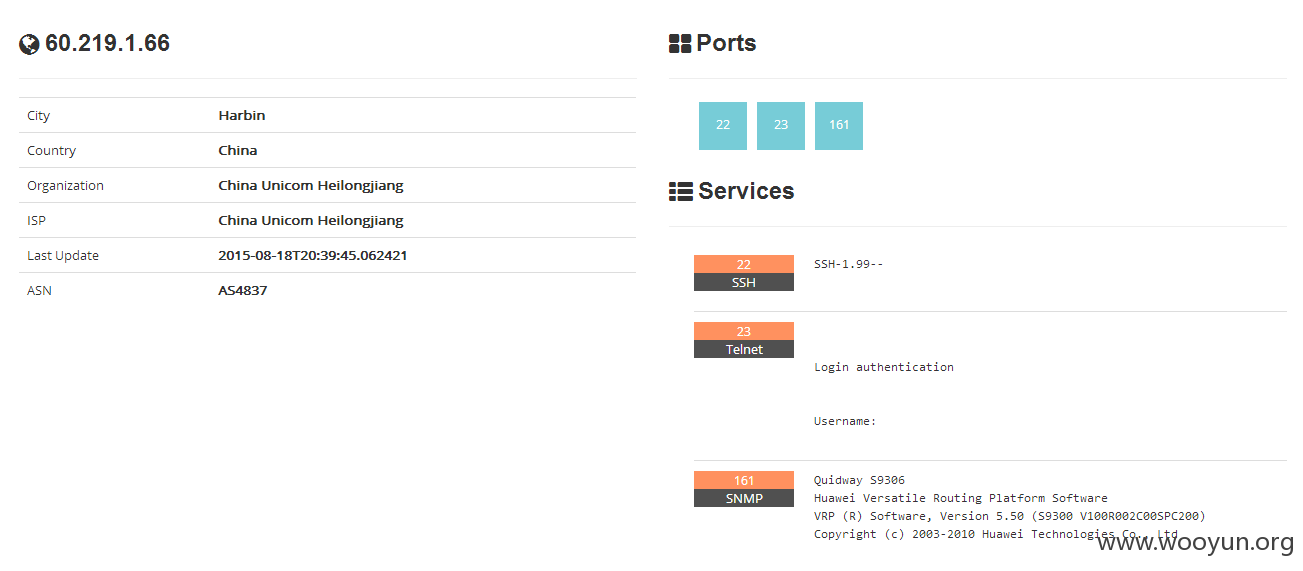 60.219.1.66
City Harbin
Country China
Organization China Unicom Heilongjiang
ISP China Unicom Heilongjiang
Last Update 2015-08-18T20:39:45.062421
ASN AS4837
Ports
22 23 161
Services
22
SSH
SSH-1.99--
23
Telnet
Login authentication
Username:
161
SNMP
Quidway S9306
Huawei Versatile Routing Platform Software
VRP (R) Software, Version 5.50 (S9300 V100R002C00SPC200)
Copyright (c) 2003-2010 Huawei Technologies Co., Ltd
www.wooyun.org